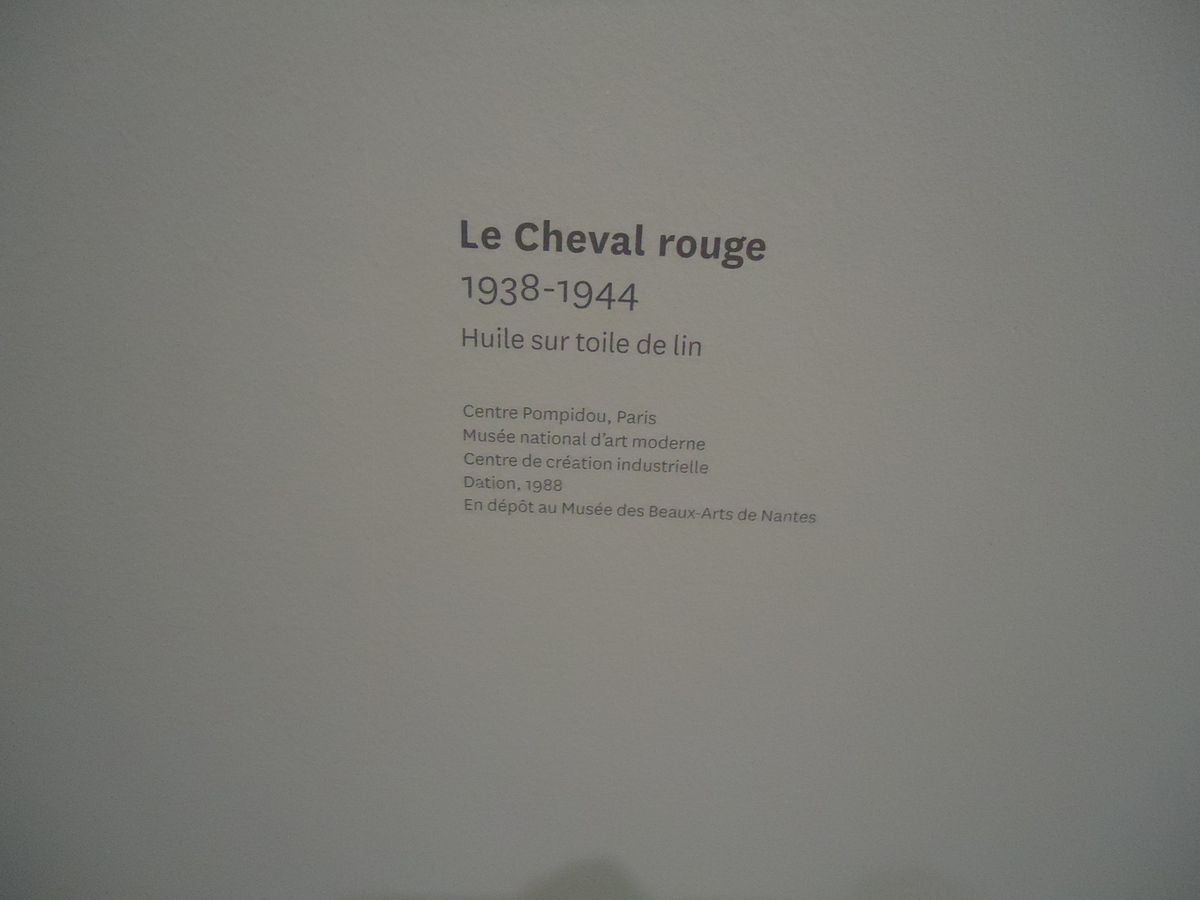 Le Cheval rouge
1938-1944
Huile sur toile de lin
Centre Pompidou, Paris
Musée national d'art moderne
Centre de création industrielle
Dation, 1988
En dépôt au Musée des Beaux-Arts de Nantes